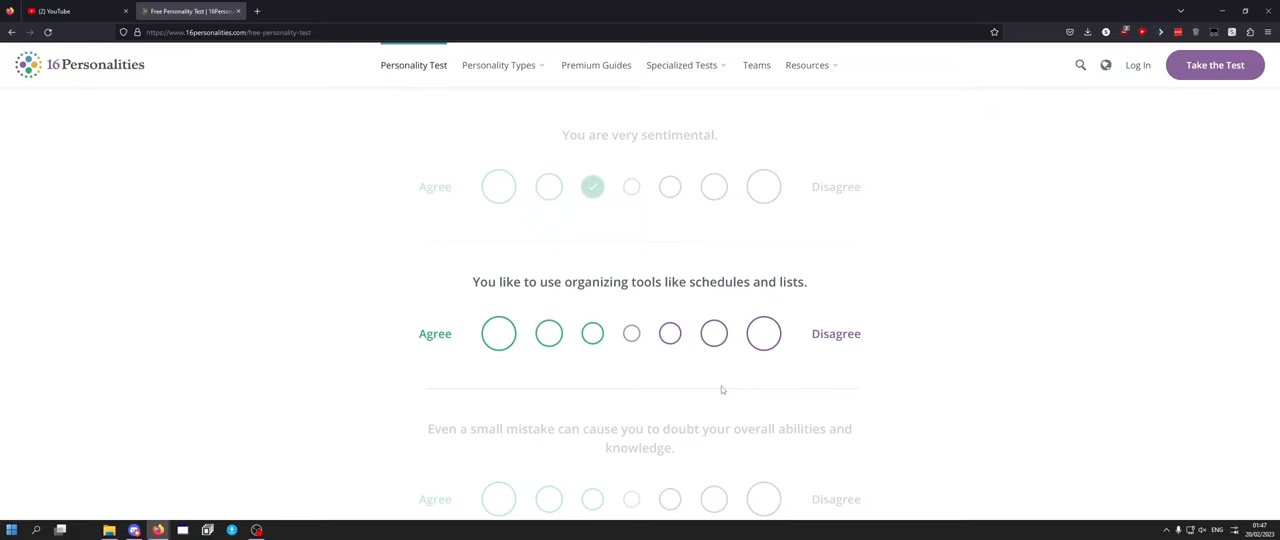 (2) YouTube
Free Personality Test | 16Person
https://www.16personalities.com/free-personality-test
16Personalities
Personality Test
Personality Types
Premium Guides
Specialized Tests
Teams
Resources
Log In
Take the Test
You are very sentimental.
Agree
Disagree
You like to use organizing tools like schedules and lists.
Agree
Disagree
Even a small mistake can cause you to doubt your overall abilities and
knowledge.
Agree
Disagree
ENG
01:47
20/02/2023